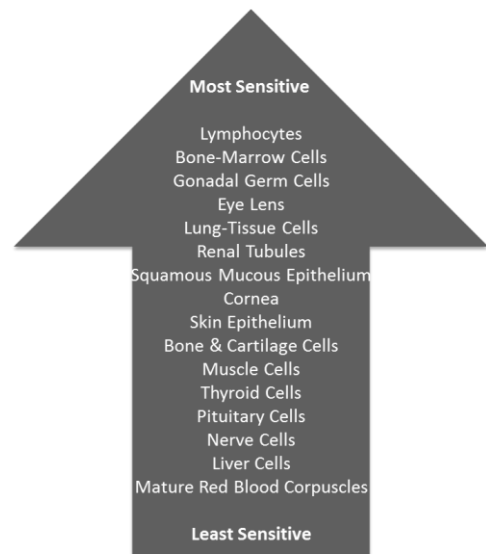 Most Sensitive
Lymphocytes
Bone-Marrow Cells
Gonadal Germ Cells
Eye Lens
Lung-Tissue Cells
Renal Tubules
Squamous Mucous Epithelium
Cornea
Skin Epithelium
Bone & Cartilage Cells
Muscle Cells
Thyroid Cells
Pituitary Cells
Nerve Cells
Liver Cells
Mature Red Blood Corpuscles
Least Sensitive